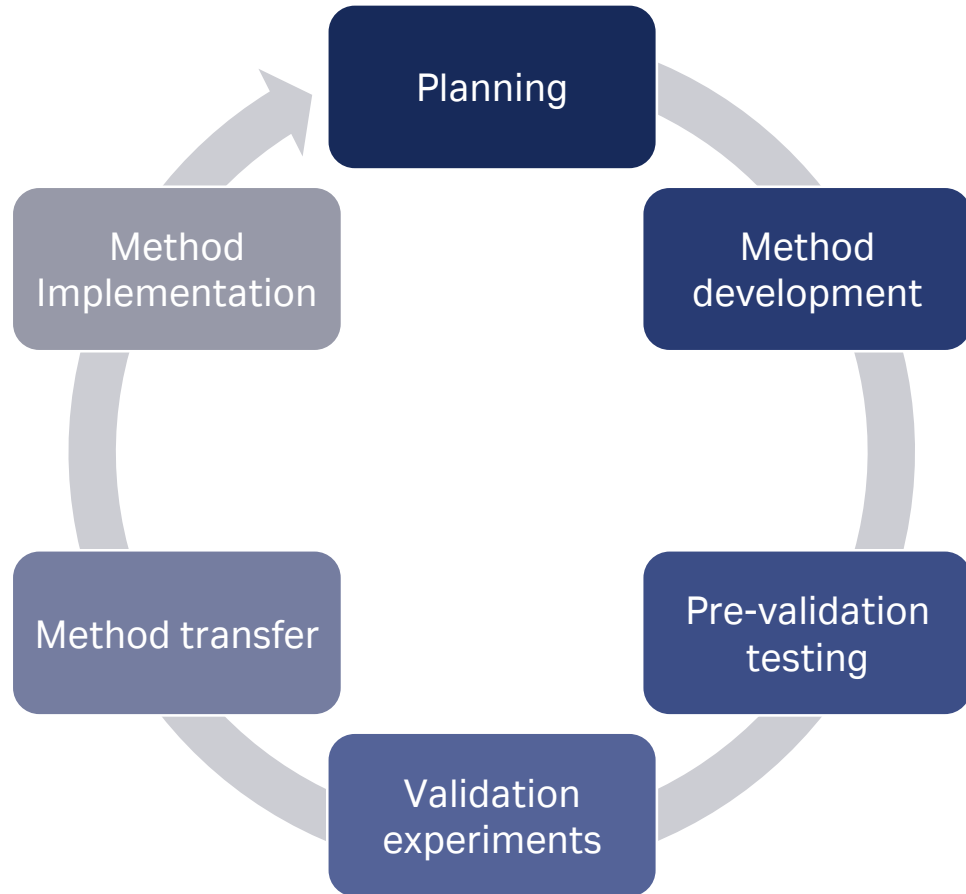 Planning
Method
development
Pre-validation
testing
Validation
experiments
Method transfer
Method
Implementation